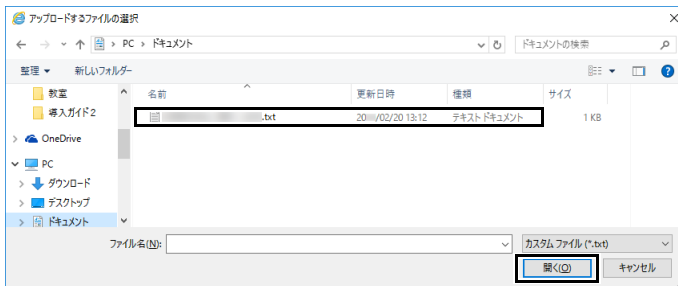 アップロードするファイルの選択
PC > ドキュメント
ドキュメントの検索
整理 新しいフォルダー
教室
導入ガイド2
OneDrive
PC
ダウンロード
デスクトップ
ドキュメント
名前 更新日時 種類 サイズ
.txt 20 /02/20 13:12 テキスト ドキュメント 1 KB
ファイル名(N): カスタム ファイル (*.txt)
開く(O) キャンセル